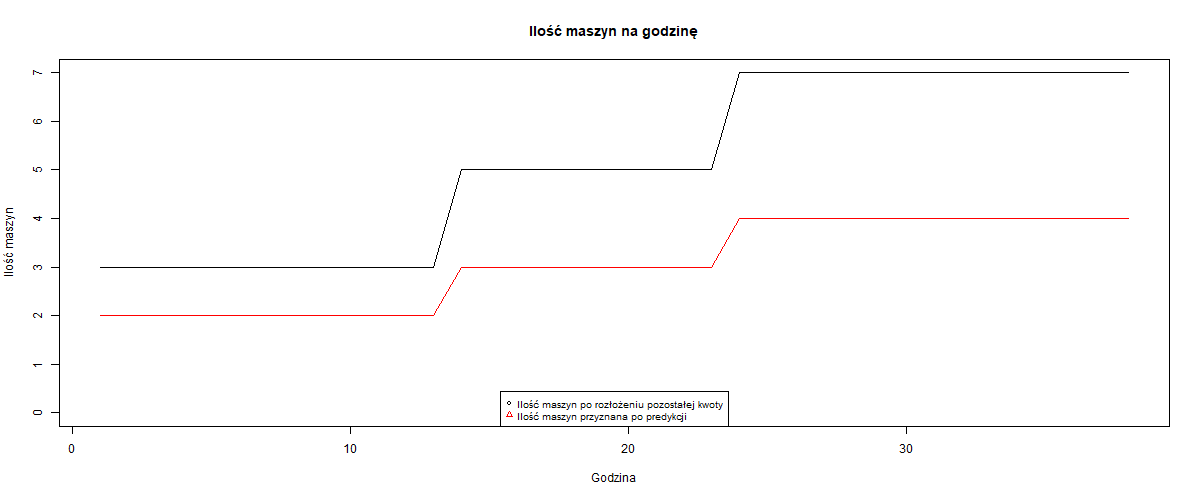 Ilość maszyn na godzinę
Ilość maszyn
7
6
5
4
3
2
1
0
Ilość maszyn po rozłożeniu pozostałej kwoty
Ilość maszyn przyznana po predykcji
0 10 20 30
Godzina